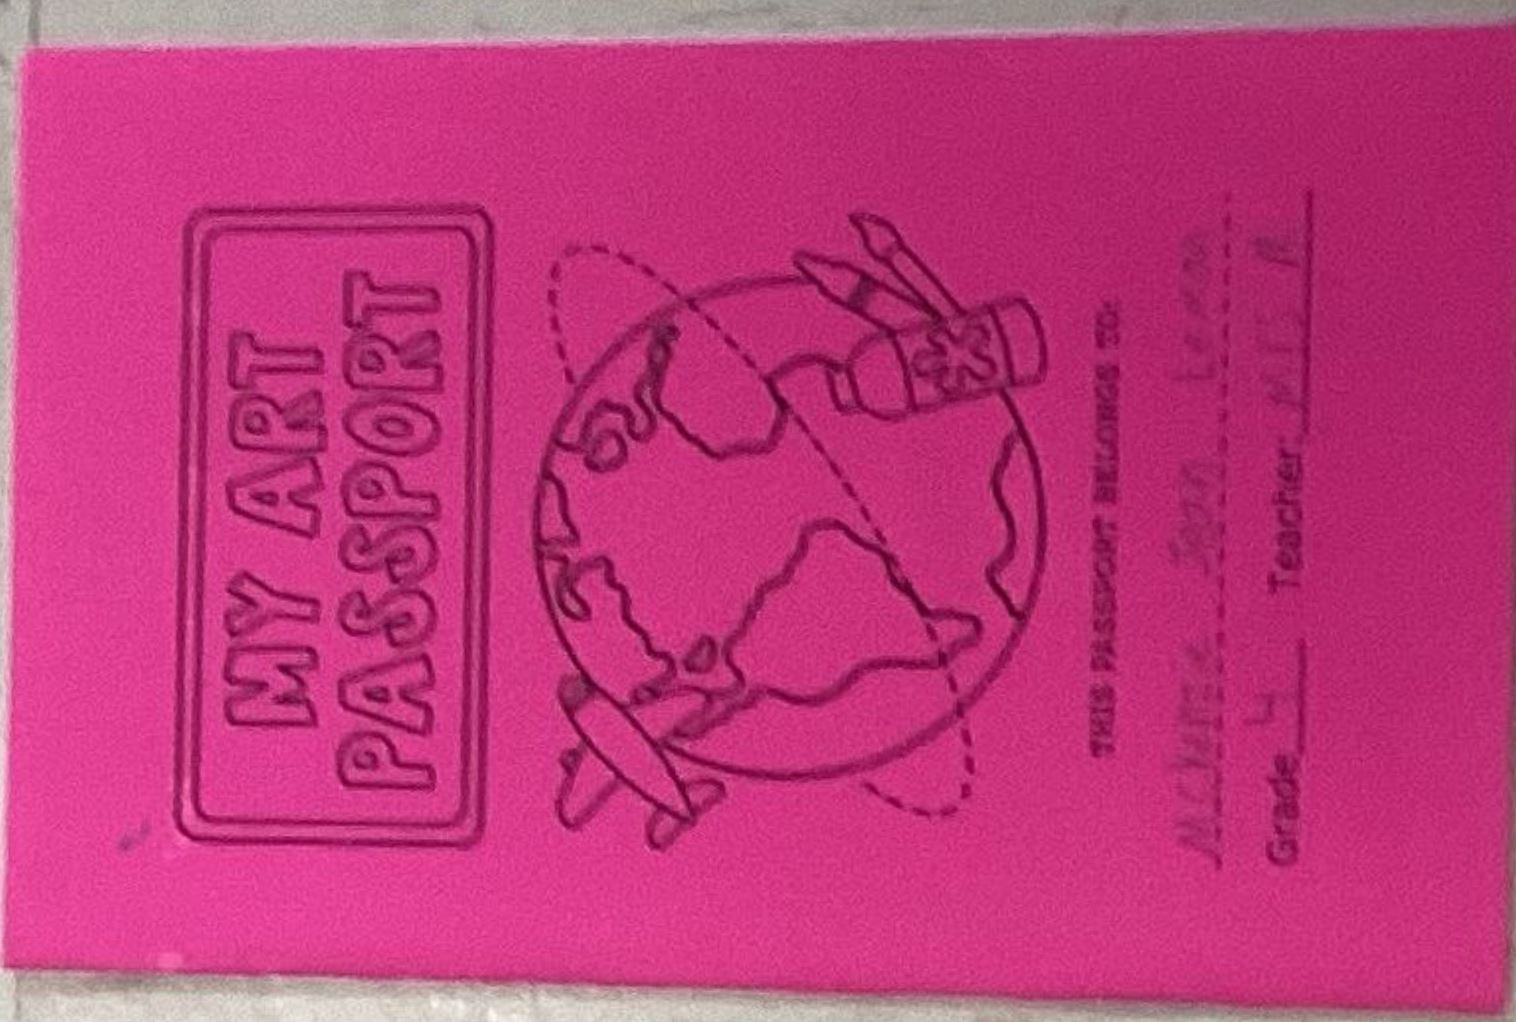 MY ART
PASSPORT
THIS PASSPORT BELONGS TO:
Grade 4 Teacher